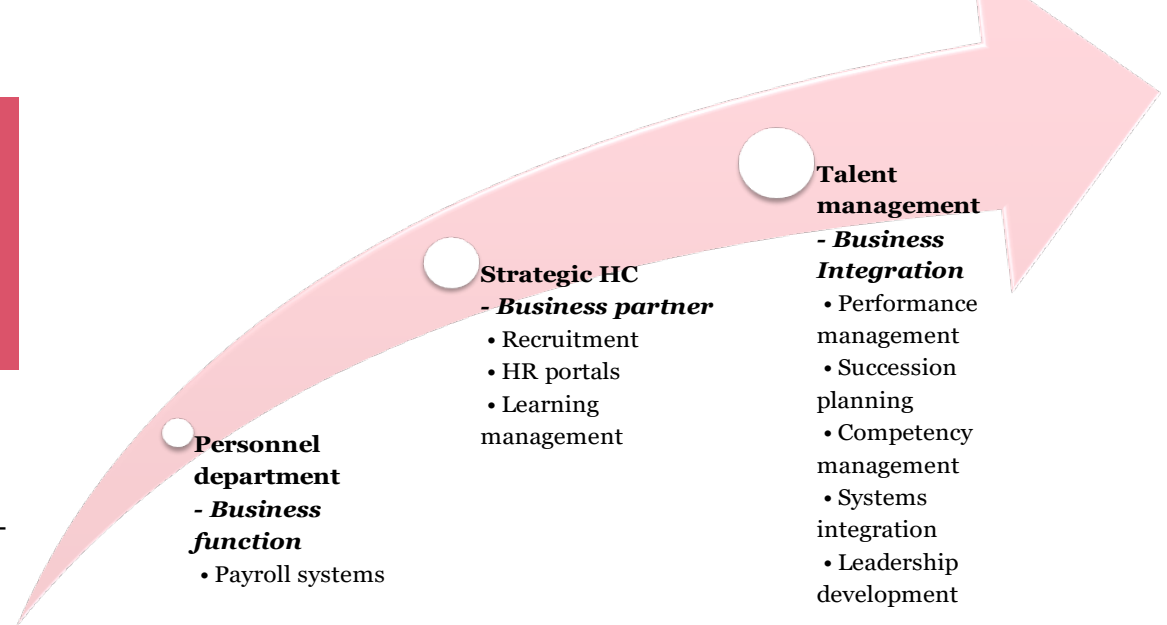 Personnel
department
- Business
function
• Payroll systems
Strategic HC
- Business partner
• Recruitment
• HR portals
• Learning
management
Talent
management
- Business
Integration
• Performance
management
• Succession
planning
• Competency
management
• Systems
integration
• Leadership
development